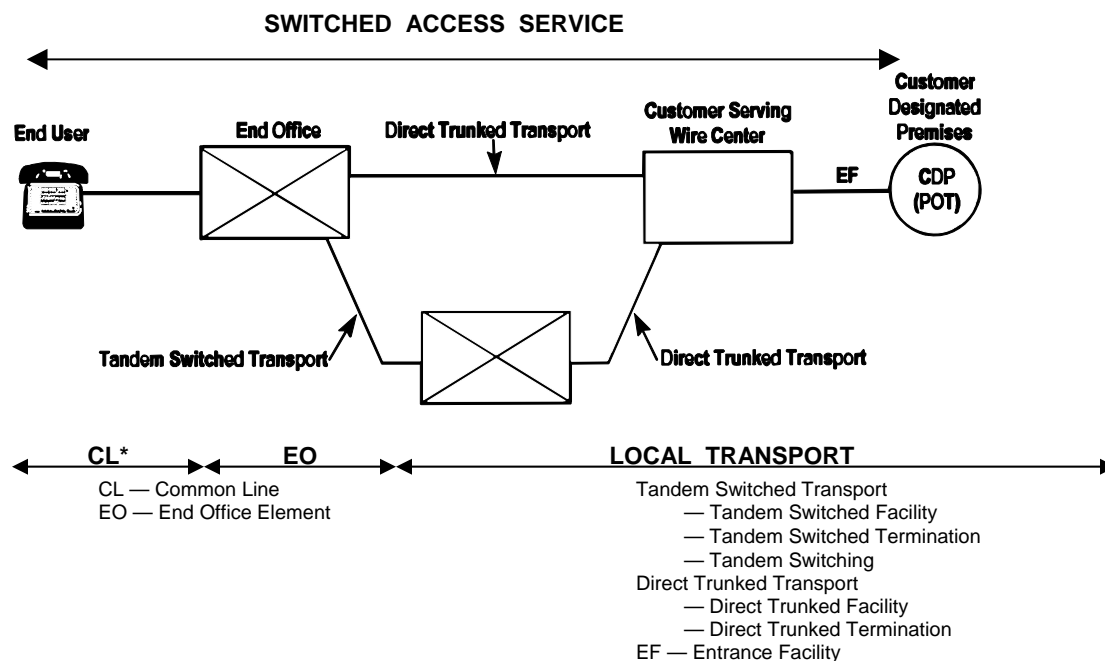 SWITCHED ACCESS SERVICE
End User
End Office
Direct Trunked Transport
Customer Serving
Wire Center
Customer
Designated
Premises
EF
CDP
(POT)
Tandem Switched Transport
Direct Trunked Transport
CL*
EO
LOCAL TRANSPORT
CL — Common Line
EO — End Office Element
Tandem Switched Transport
— Tandem Switched Facility
— Tandem Switched Termination
— Tandem Switching
Direct Trunked Transport
— Direct Trunked Facility
— Direct Trunked Termination
EF — Entrance Facility